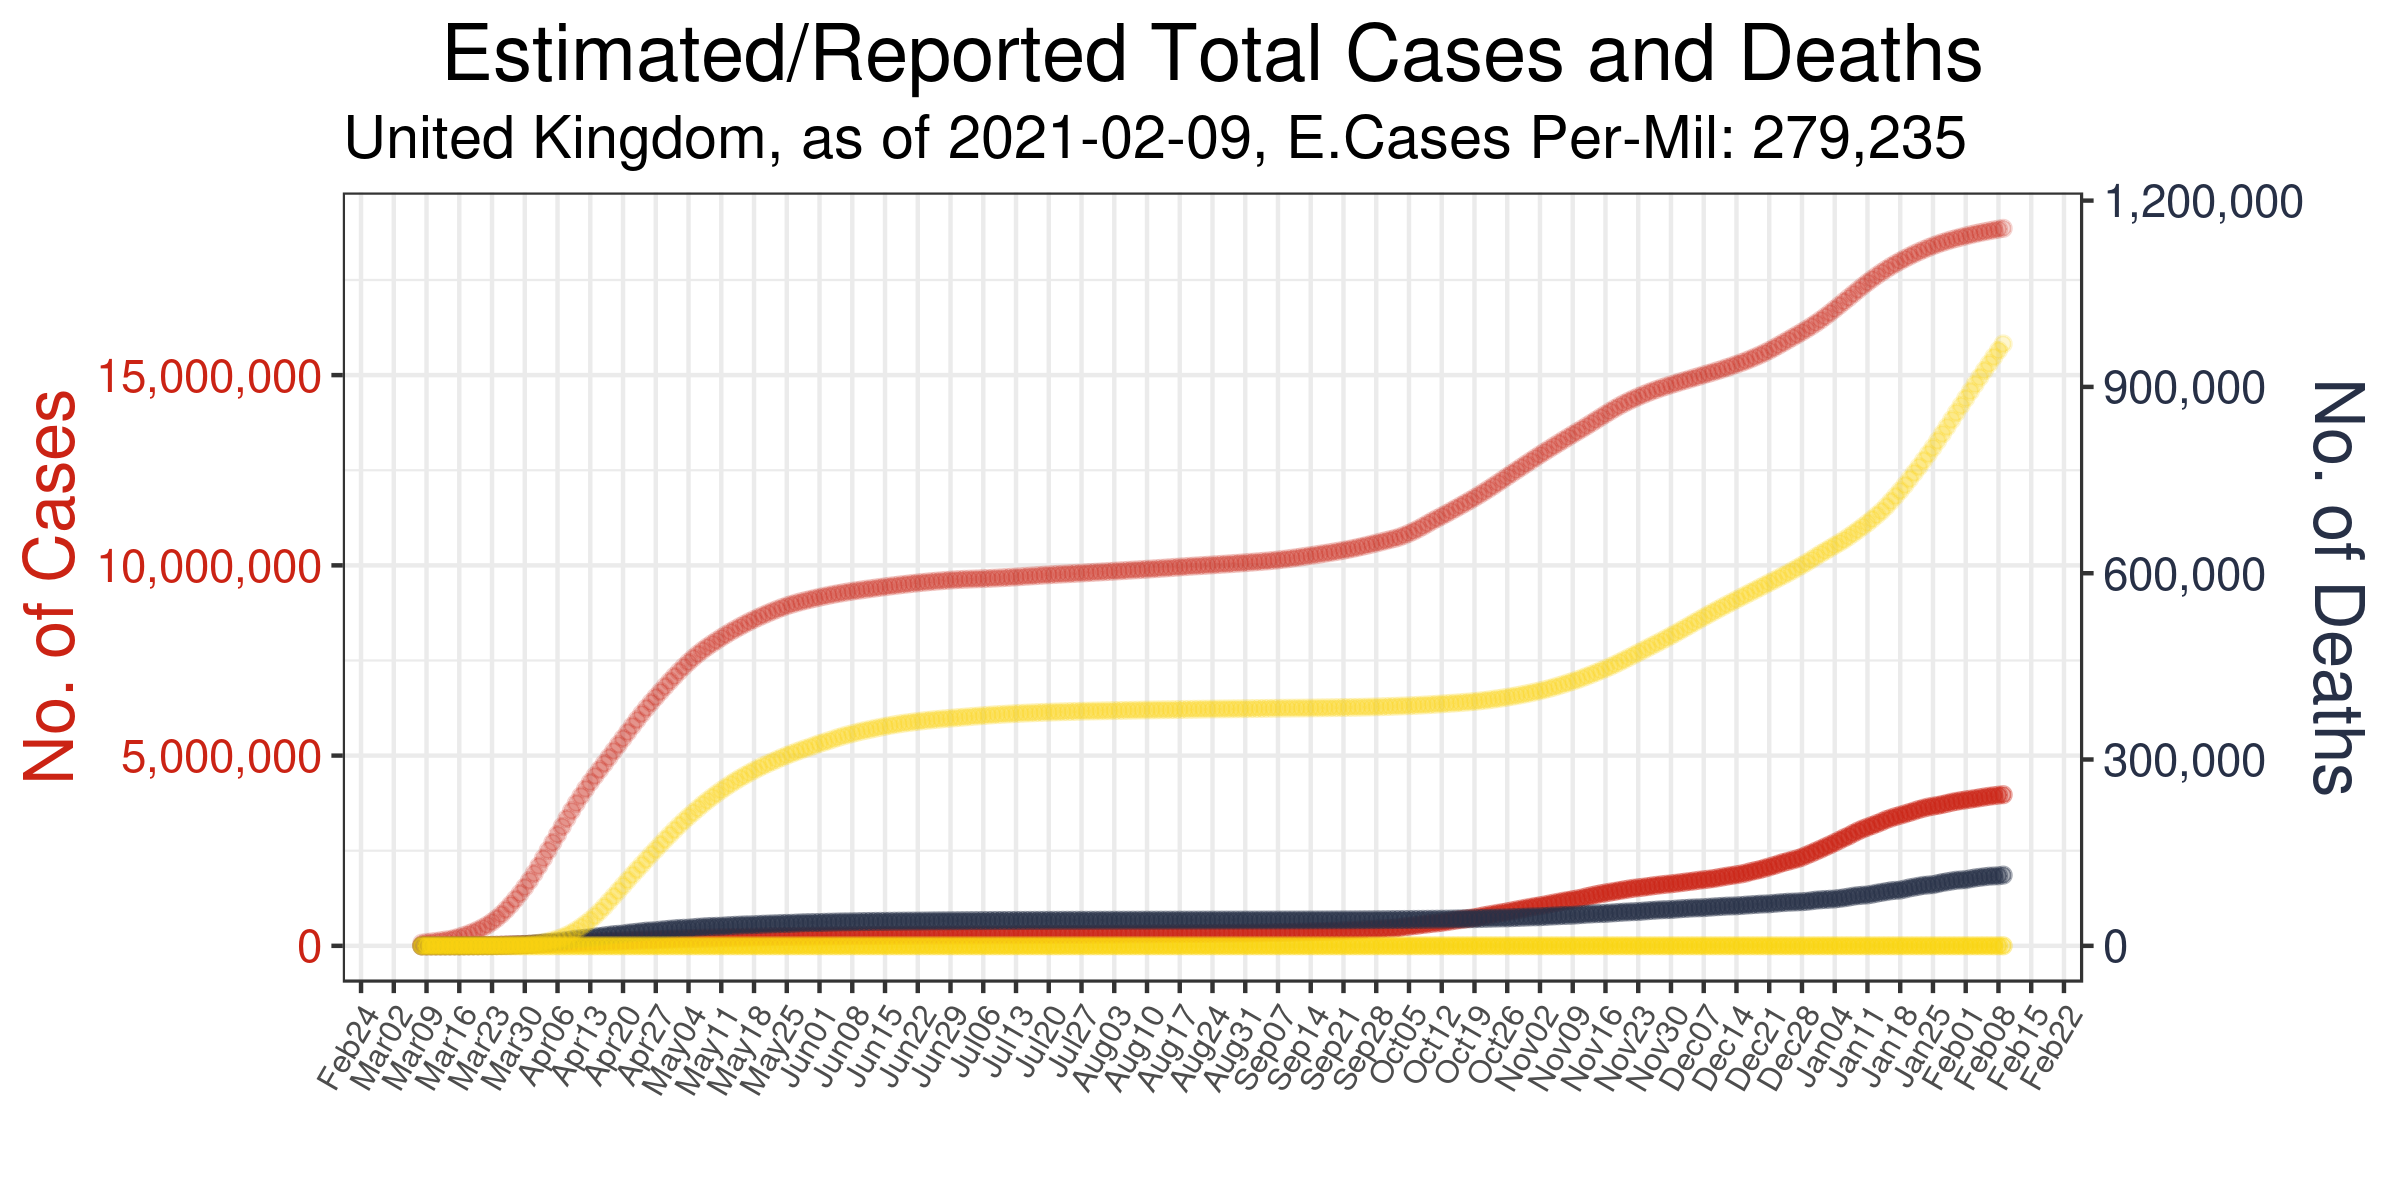 Estimated/Reported Total Cases and Deaths
United Kingdom, as of 2021-02-09, E.Cases Per-Mil: 279,235
No. of Cases
15,000,000
10,000,000
5,000,000
0
1,200,000
900,000
600,000
300,000
0
No. of Deaths
Feb24
Mar02
Mar09
Mar16
Mar23
Mar30
Apr06
Apr13
Apr20
Apr27
May04
May11
May18
May25
Jun01
Jun08
Jun15
Jun22
Jun29
Jul06
Jul13
Jul20
Jul27
Aug03
Aug10
Aug17
Aug24
Aug31
Sep07
Sep14
Sep21
Sep28
Oct05
Oct12
Oct19
Oct26
Nov02
Nov09
Nov16
Nov23
Nov30
Dec07
Dec14
Dec21
Dec28
Jan04
Jan11
Jan18
Jan25
Feb01
Feb08
Feb15
Feb22